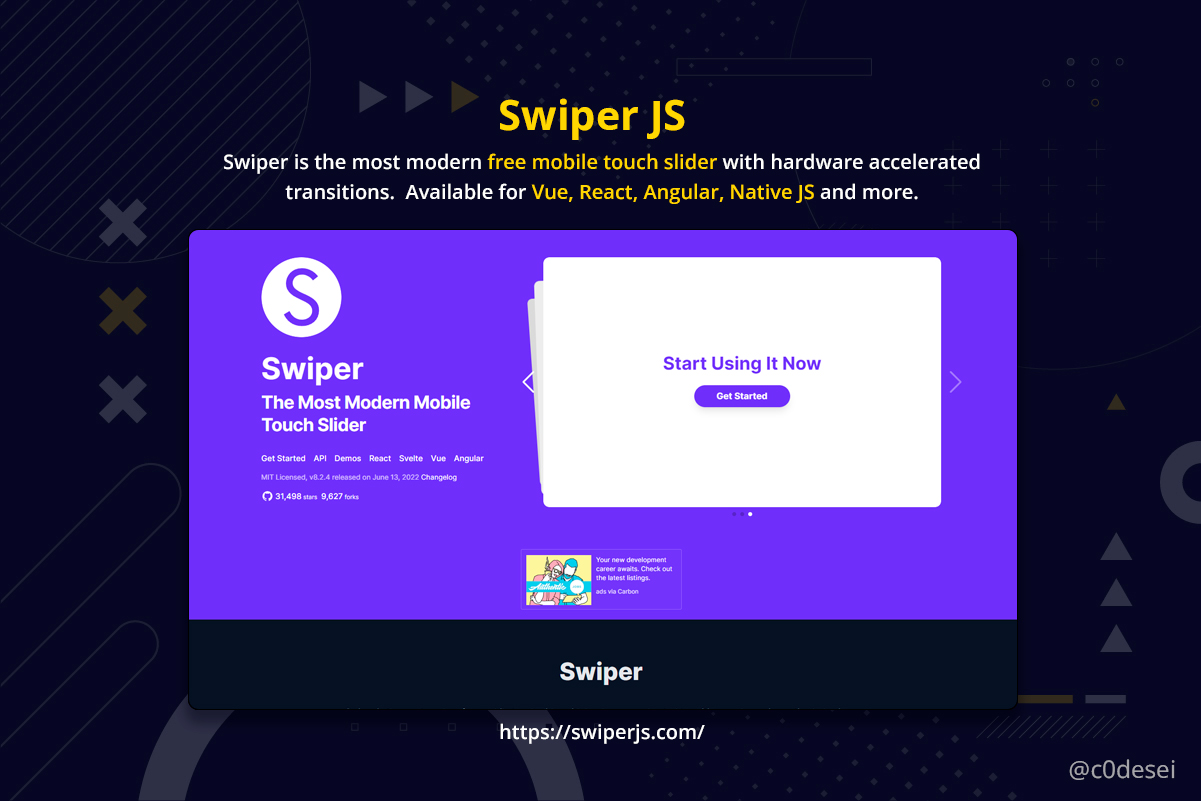 Swiper JS
Swiper is the most modern free mobile touch slider with hardware accelerated
transitions.  Available for Vue, React, Angular, Native JS and more.
S
Swiper
The Most Modern Mobile
Touch Slider
Get Started API Demos React Svelte Vue Angular
MIT Licensed, v8.2.4 released on June 13, 2022 Changelog
31,498 stars 9,627 forks
Start Using It Now
Get Started
Your new development
career awaits. Check out
the latest listings.
ads via Carbon
Authentic
Swiper
https://swiperjs.com/
@c0desei